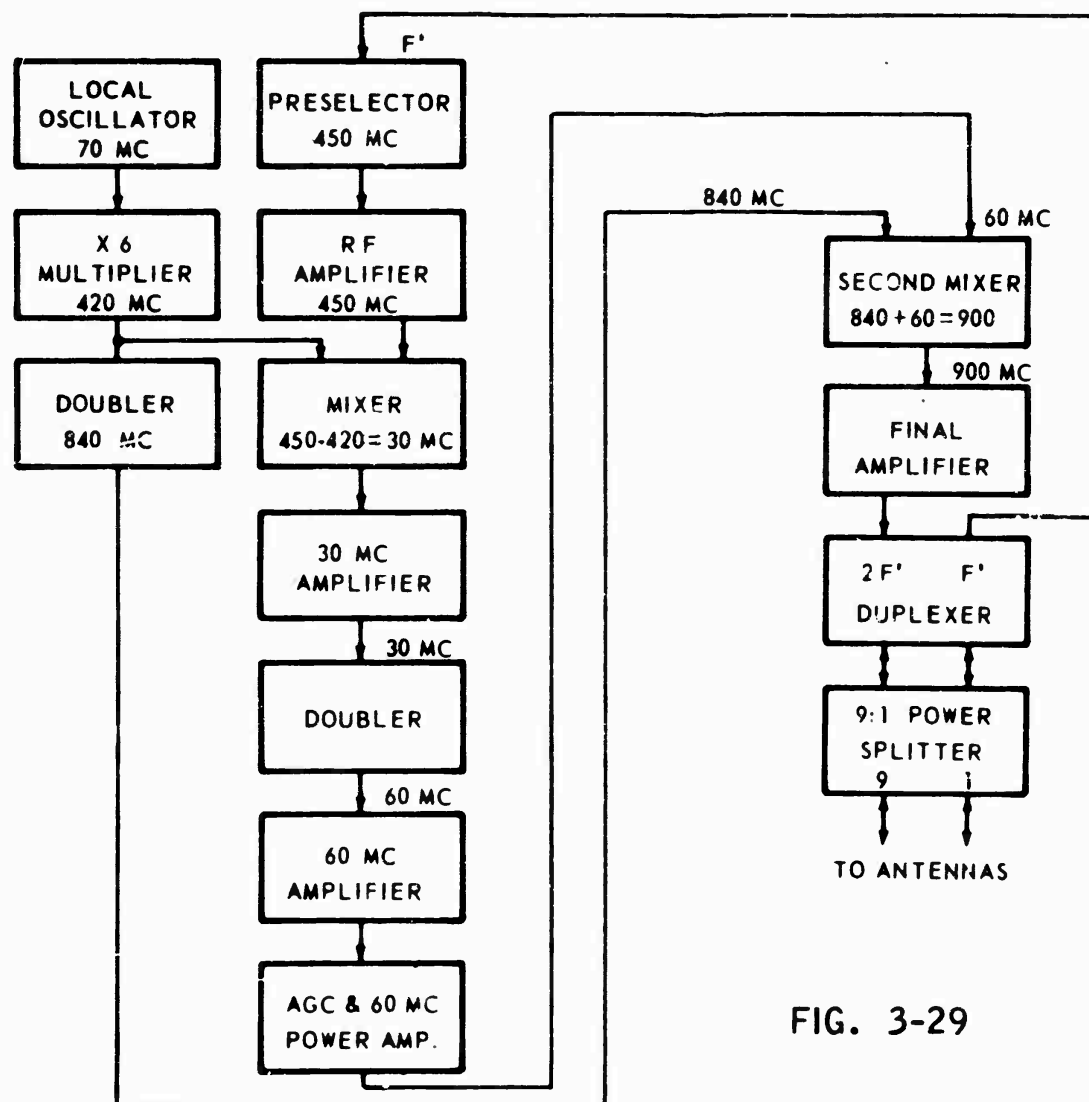 F'
LOCAL
OSCILLATOR
70 MC
PRESELECTOR
450 MC
X 6
MULTIPLIER
420 MC
RF
AMPLIFIER
450 MC
DOUBLER
840 MC
MIXER
450-420=30 MC
30 MC
AMPLIFIER
30 MC
DOUBLER
60 MC
60 MC
AMPLIFIER
AGC & 60 MC
POWER AMP.
840 MC
60 MC
SECOND MIXER
840+60=900
900 MC
FINAL
AMPLIFIER
2F' F'
DUPLEXER
9:1 POWER
SPLITTER
9 1
TO ANTENNAS
FIG. 3-29